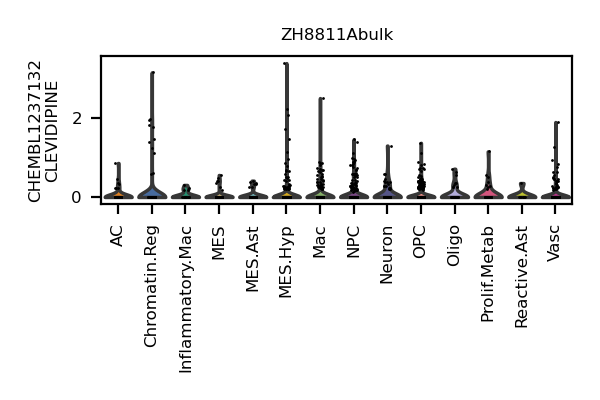 ZH8811Abulk
CHEMBL1237132
CLEVIDIPINE
2
0
AC
Chromatin.Reg
Inflammatory.Mac
MES
MES.Ast
MES.Hyp
Mac
NPC
Neuron
OPC
Oligo
Prolif.Metab
Reactive.Ast
Vasc